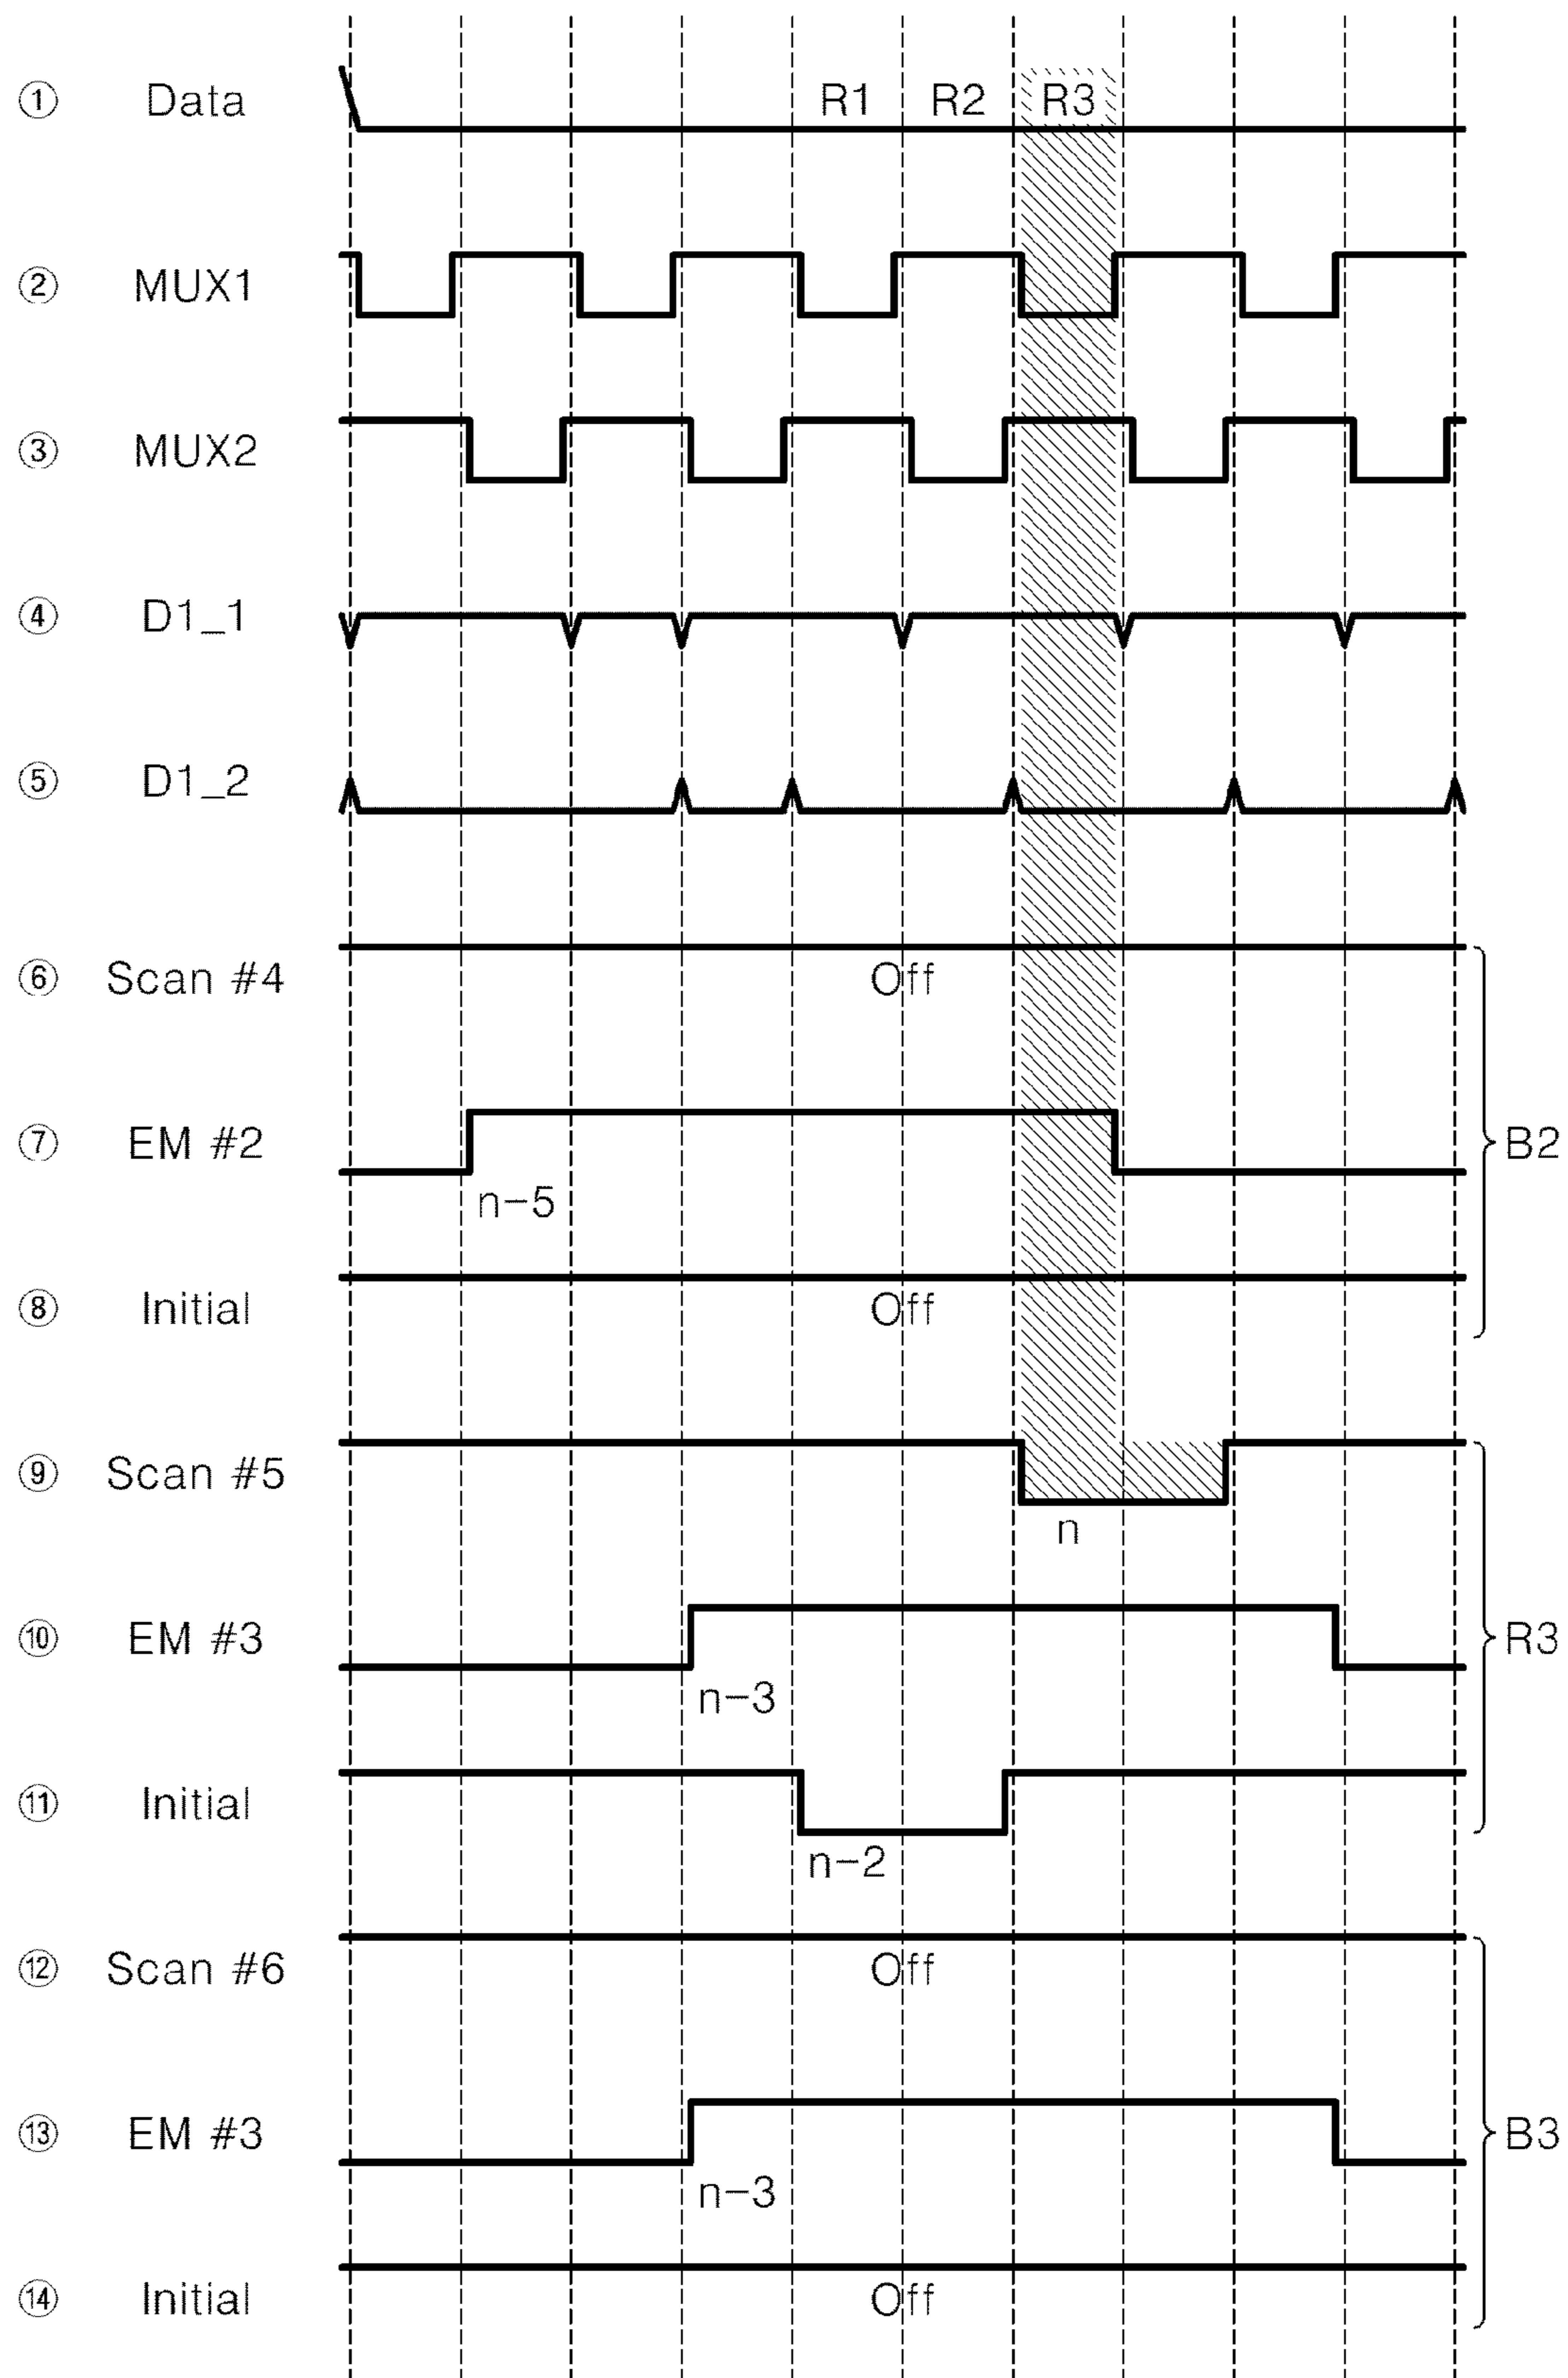 ① Data R1 R2 R3
② MUX1
③ MUX2
④ D1_1
⑤ D1_2
⑥ Scan #4 Off
⑦ EM #2 B2
n-5
⑧ Initial Off
⑨ Scan #5
n
⑩ EM #3 R3
n-3
⑪ Initial
n-2
⑫ Scan #6 Off
⑬ EM #3 B3
n-3
⑭ Initial Off